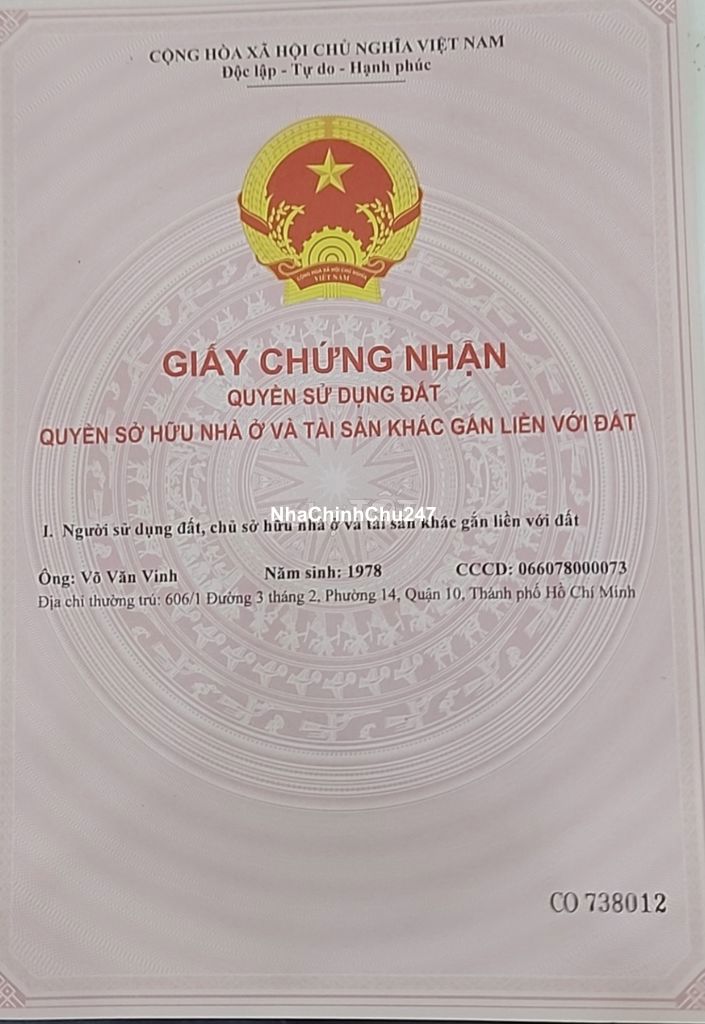 CỘNG HÒA XÃ HỘI CHỦ NGHĨA VIỆT NAM
Độc lập - Tự do - Hạnh phúc
CỘNG HÒA XÃ HỘI CHỦ NGHĨA
VIỆT NAM
GIẤY CHỨNG NHẬN
QUYỀN SỬ DỤNG ĐẤT
QUYỀN SỞ HỮU NHÀ Ở VÀ TÀI SẢN KHÁC GẮN LIỀN VỚI ĐẤT
NhaChinhChu247
I. Người sử dụng đất, chủ sở hữu nhà ở và tài sản khác gắn liền với đất
Ông: Võ Văn Vinh Năm sinh: 1978 CCCD: 066078000073
Địa chỉ thường trú: 606/1 Đường 3 tháng 2, Phường 14, Quận 10, Thành phố Hồ Chí Minh
CO 738012